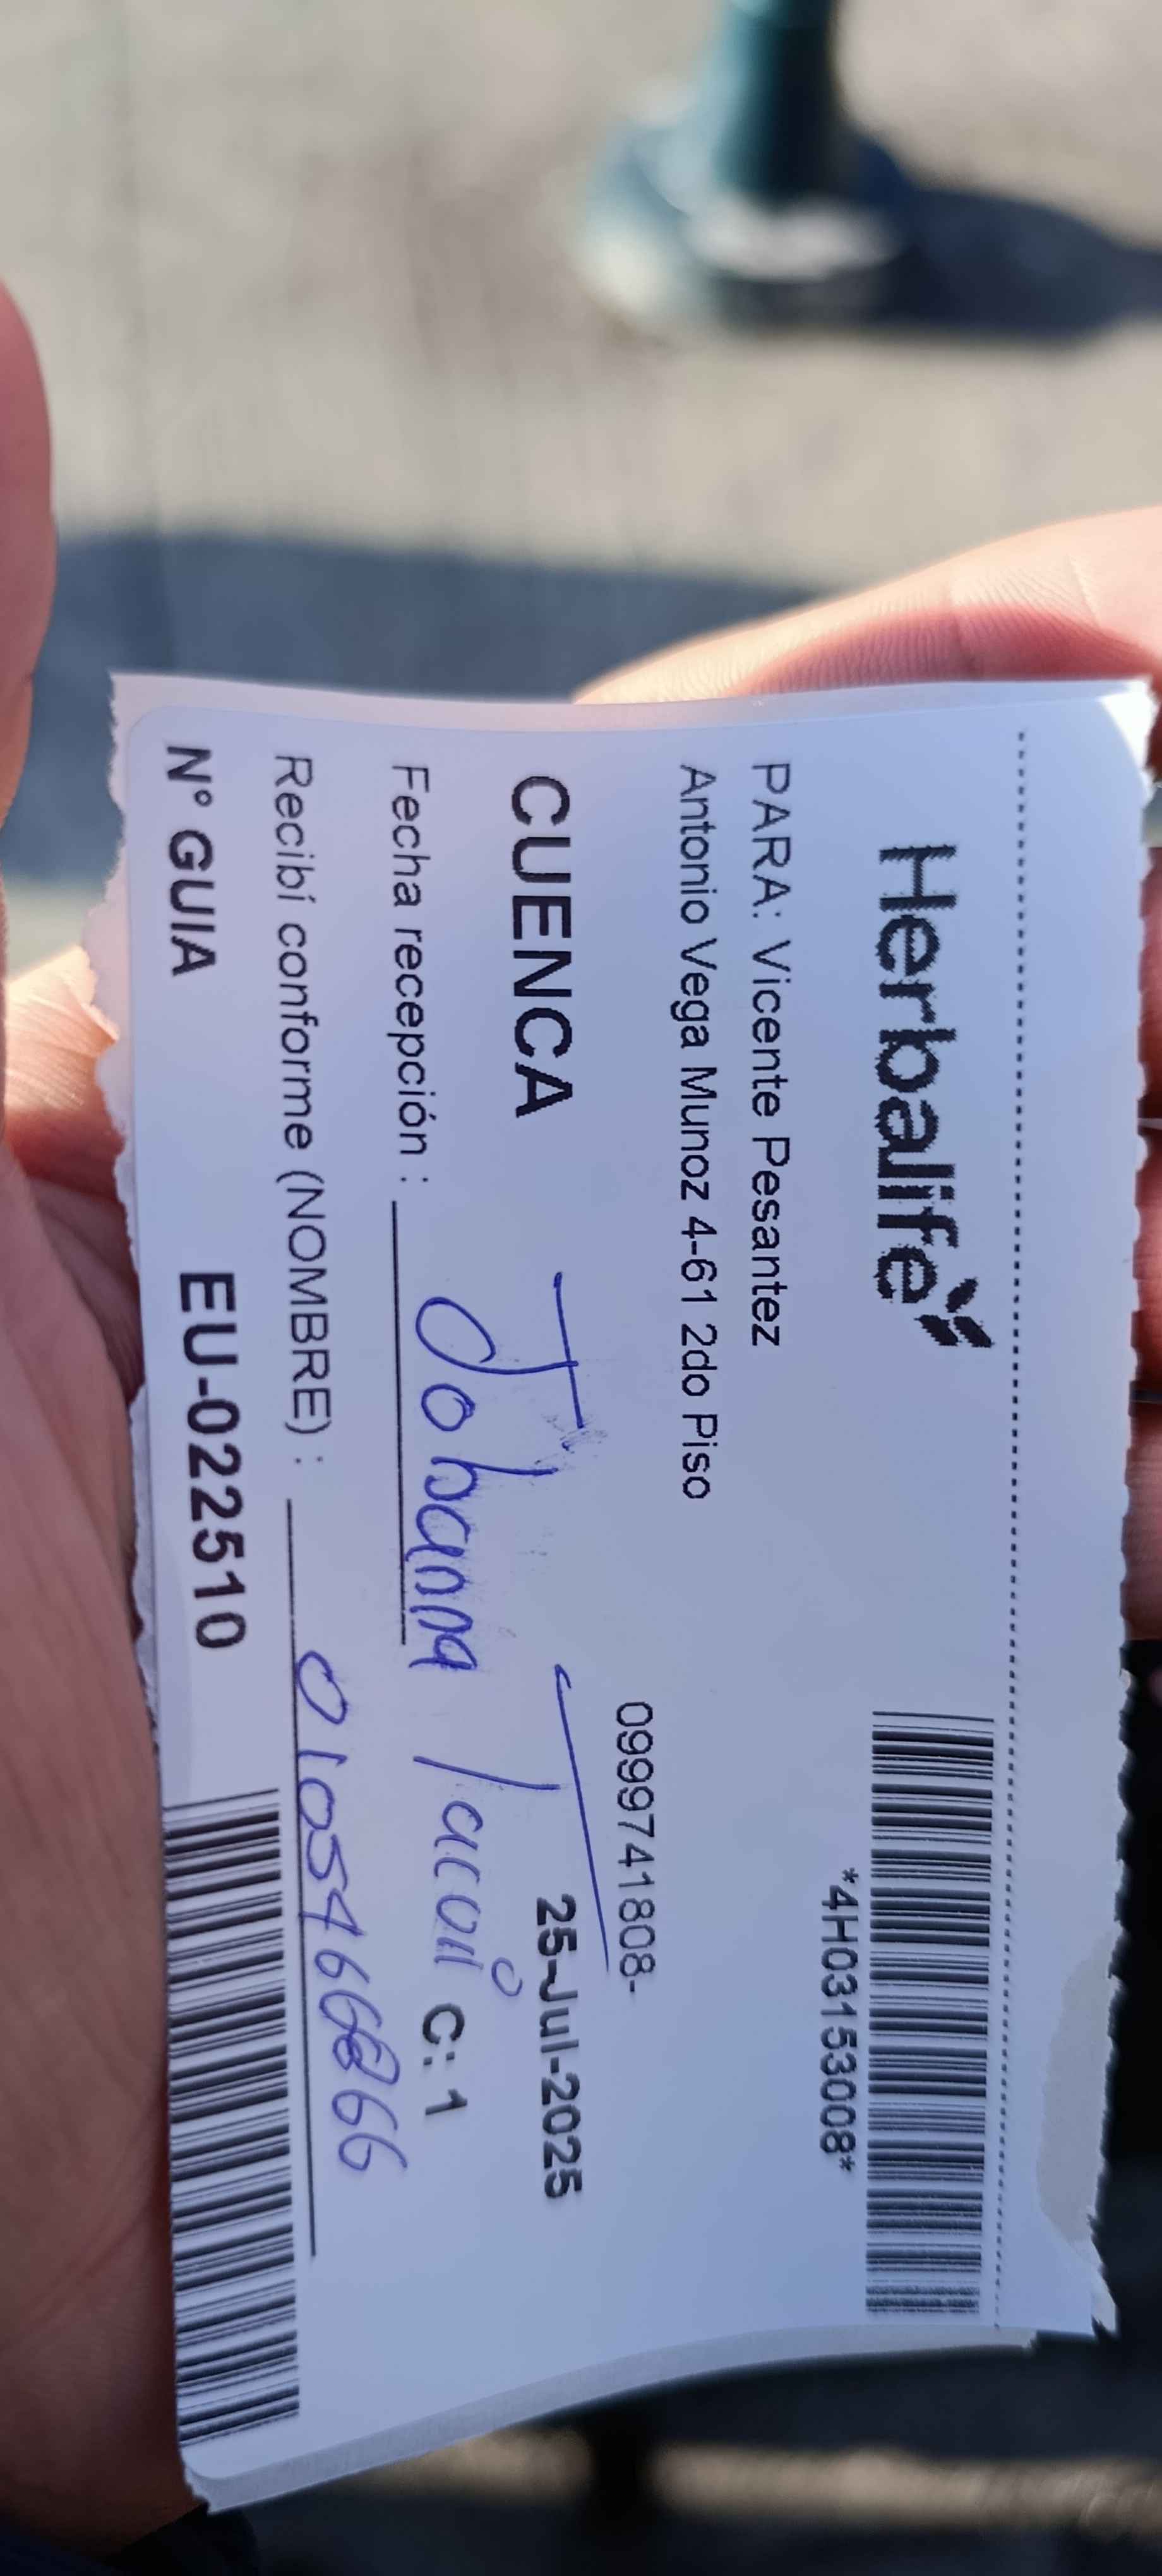 Herbalife
*4H03153008*
PARA: Vicente Pesantez
Antonio Vega Munoz 4-61 2do Piso
0999741808-
CUENCA
25-Jul-2025
Fecha recepción : Johanna C: 1
Recibí conforme (NOMBRE) :
N° GUIA EU-022510